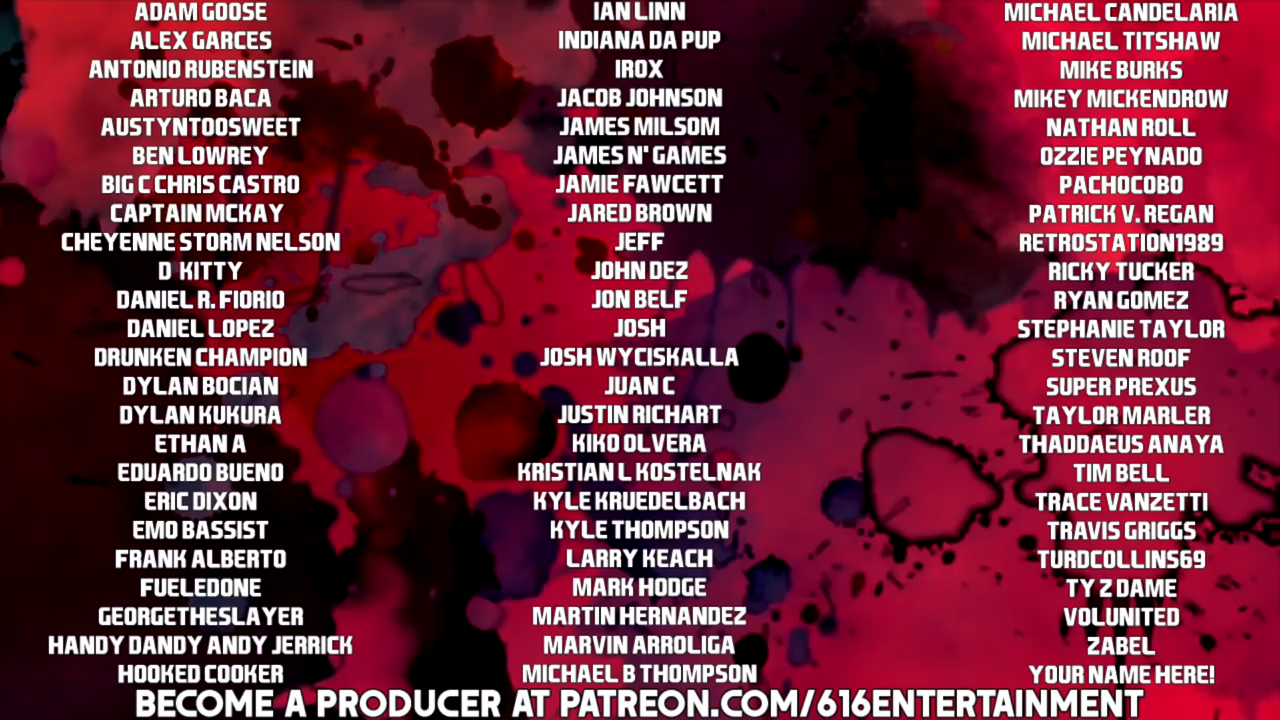 ADAM GOOSE
ALEX GARCES
ANTONIO RUBENSTEIN
ARTURO BACA
AUSTYNTOOSWEET
BEN LOWREY
BIG C CHRIS CASTRO
CAPTAIN MCKAY
CHEYENNE STORM NELSON
D KITTY
DANIEL R. FIORIO
DANIEL LOPEZ
DRUNKEN CHAMPION
DYLAN BOCIAN
DYLAN KUKURA
ETHAN A
EDUARDO BUENO
ERIC DIXON
EMO BASSIST
FRANK ALBERTO
FUELEDONE
GEORGETHESLAYER
HANDY DANDY ANDY JERRICK
HOOKED COOKER
IAN LINN
INDIANA DA PUP
IROX
JACOB JOHNSON
JAMES MILSOM
JAMES N' GAMES
JAMIE FAWCETT
JARED BROWN
JEFF
JOHN DEZ
JON BELF
JOSH
JOSH WYCISKALLA
JUAN C
JUSTIN RICHART
KIKO OLVERA
KRISTIAN L KOSTELNAK
KYLE KRUEDELBACH
KYLE THOMPSON
LARRY KEACH
MARK HODGE
MARTIN HERNANDEZ
MARVIN ARROLIGA
MICHAEL B THOMPSON
MICHAEL CANDELARIA
MICHAEL TITSHAW
MIKE BURKS
MIKEY MICKENDROW
NATHAN ROLL
OZZIE PEYNADO
PACHOCOBO
PATRICK V. REGAN
RETROSTATION1989
RICKY TUCKER
RYAN GOMEZ
STEPHANIE TAYLOR
STEVEN ROOF
SUPER PREXUS
TAYLOR MARLER
THADDAEUS ANAYA
TIM BELL
TRACE VANZETTI
TRAVIS GRIGGS
TURDCOLLINS69
TY Z DAME
VOLUNITED
ZABEL
YOUR NAME HERE!
BECOME A PRODUCER AT PATREON.COM/616ENTERTAINMENT